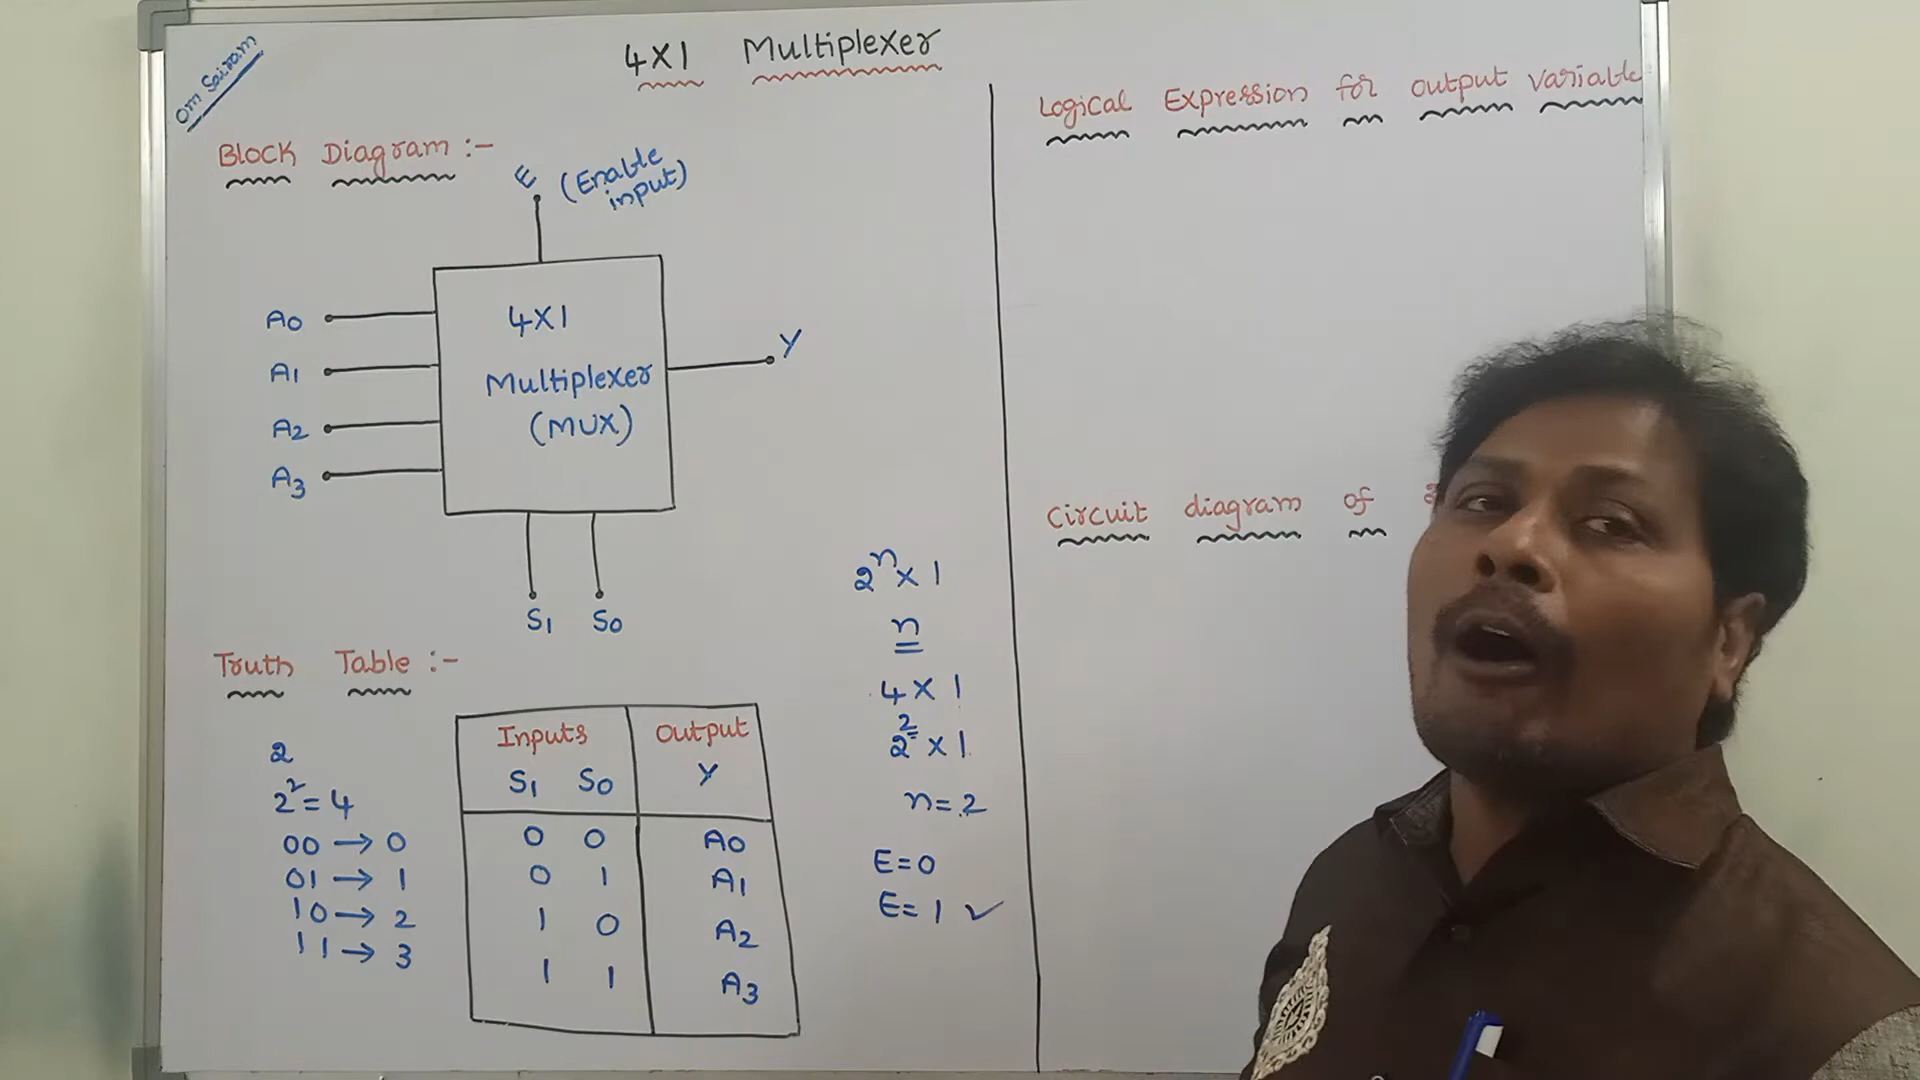 Om Sairam
4X1 Multiplexer
Block Diagram :-
E (Enable input)
A0
A1
A2
A3
4X1
Multiplexer
(MUX)
Y
S1 S0
Truth Table :-
2
2² = 4
00 → 0
01 → 1
10 → 2
11 → 3
Inputs Output
S1 S0 Y
0 0 A0
0 1 A1
1 0 A2
1 1 A3
2ⁿ x 1
n
4 X 1
2² x 1
n = 2
E = 0
E = 1 ✓
Logical Expression for output variable
Circuit diagram of